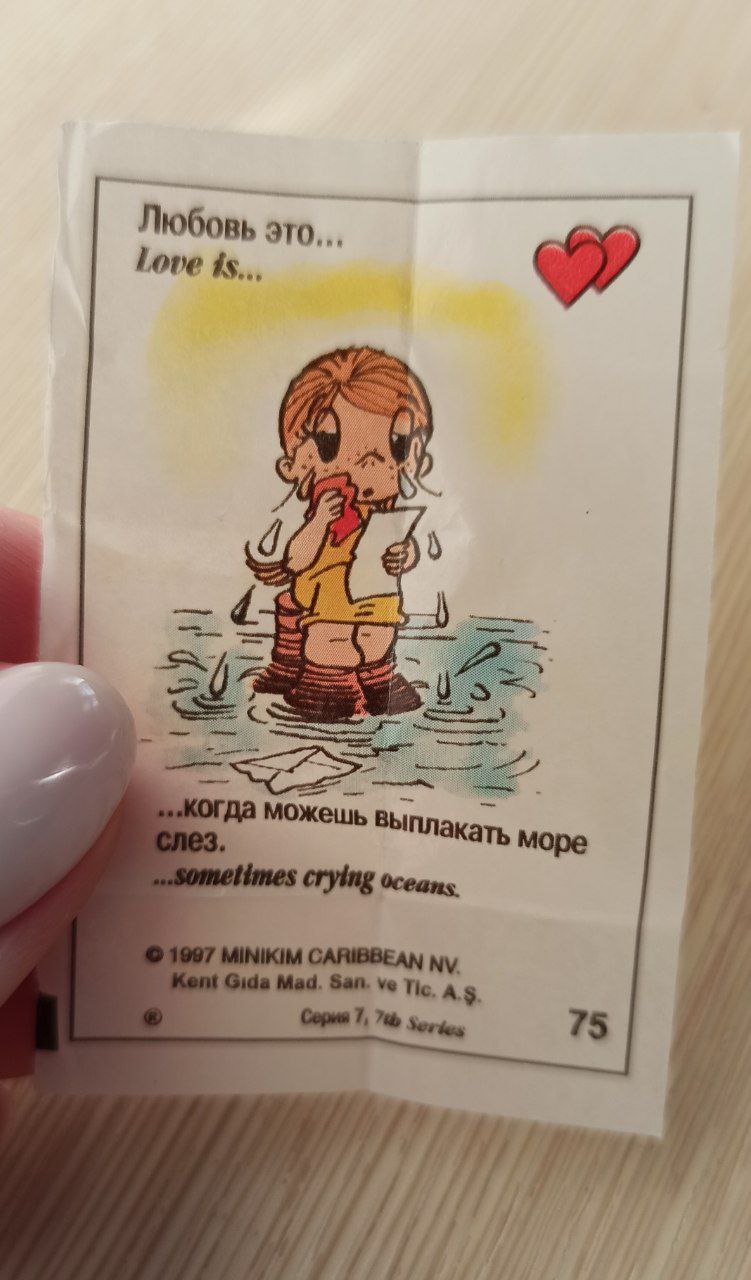 Любовь это...
Love is...
...когда можешь выплакать море
слез.
...sometimes crying oceans.
© 1997 MINIKIM CARIBBEAN NV.
Kent Gıda Mad. San. ve Tic. A.Ş.
® Серия 7, 7th Series 75